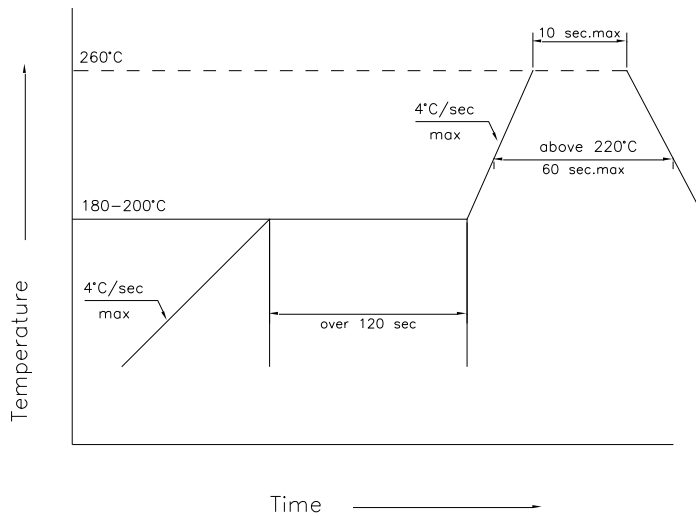 10 sec.max
260°C
4°C/sec
max
above 220°C
60 sec.max
180-200°C
4°C/sec
max
over 120 sec
Temperature
Time